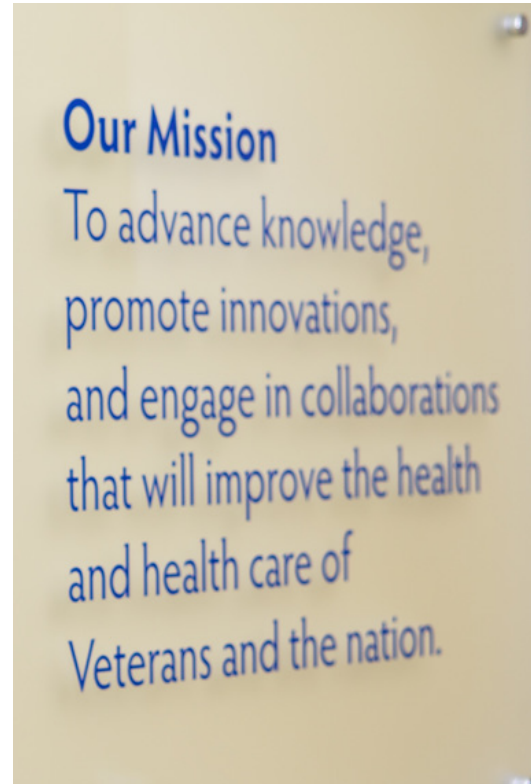 Our Mission
To advance knowledge,
promote innovations,
and engage in collaborations
that will improve the health
and health care of
Veterans and the nation.